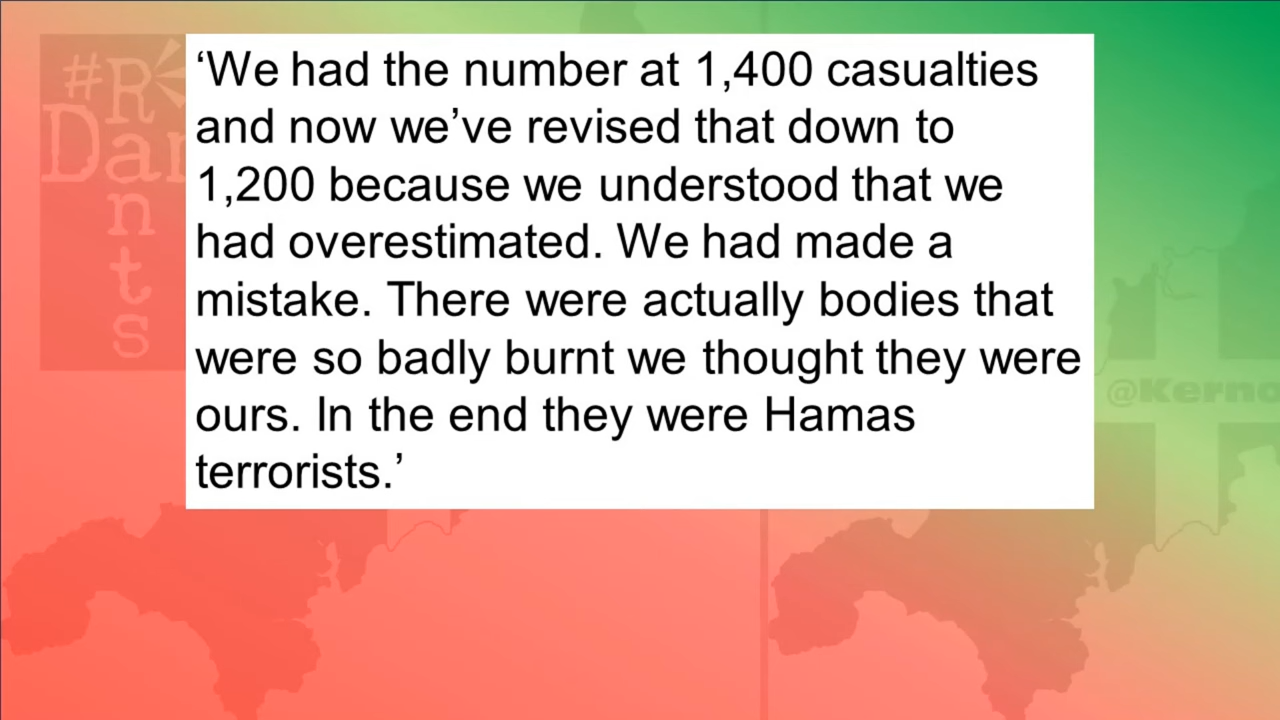 #R
Dar
n
t
s
‘We had the number at 1,400 casualties
and now we’ve revised that down to
1,200 because we understood that we
had overestimated. We had made a
mistake. There were actually bodies that
were so badly burnt we thought they were
ours. In the end they were Hamas
terrorists.’
@Kerno